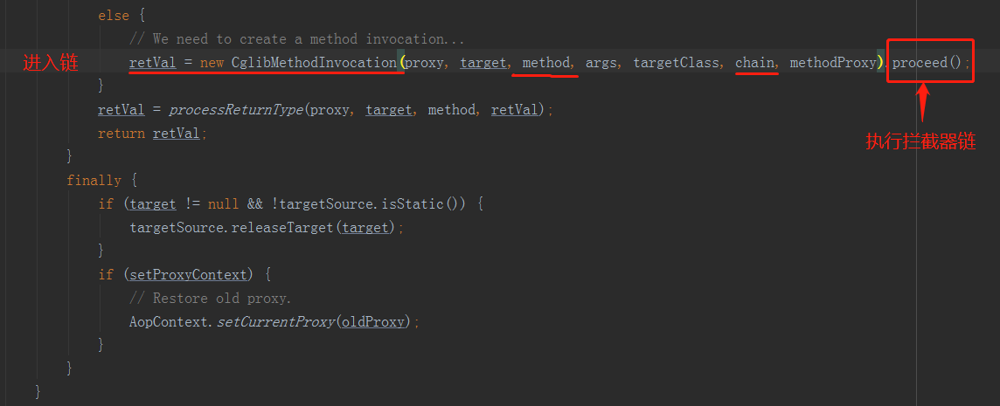 else {
// We need to create a method invocation...
进入链 retVal = new CglibMethodInvocation(proxy, target, method, args, targetClass, chain, methodProxy).proceed();
}
retVal = processReturnType(proxy, target, method, retVal);
return retVal;
执行拦截器链
}
finally {
if (target != null && !targetSource.isStatic()) {
targetSource.releaseTarget(target);
}
if (setProxyContext) {
// Restore old proxy.
AopContext.setCurrentProxy(oldProxy);
}
}
}